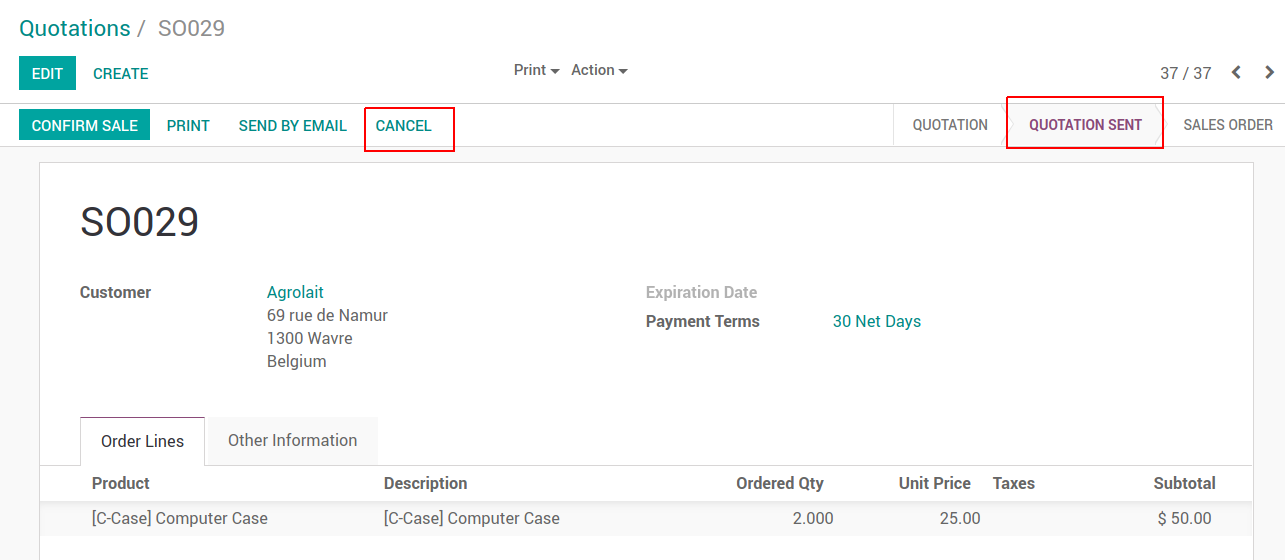 Quotations / SO029
EDIT CREATE Print Action 37 / 37
CONFIRM SALE PRINT SEND BY EMAIL CANCEL QUOTATION QUOTATION SENT SALES ORDER
SO029
Customer Agrolait Expiration Date
69 rue de Namur Payment Terms 30 Net Days
1300 Wavre
Belgium
Order Lines Other Information
Product Description Ordered Qty Unit Price Taxes Subtotal
[C-Case] Computer Case [C-Case] Computer Case 2.000 25.00 $ 50.00